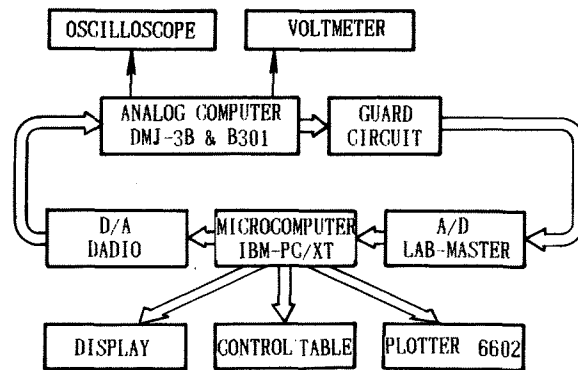 OSCILLOSCOPE
VOLTMETER
ANALOG COMPUTER
DMJ-3B & B301
GUARD
CIRCUIT
D/A
DADIO
MICROCOMPUTER
IBM-PC/XT
A/D
LAB-MASTER
DISPLAY
CONTROL TABLE
PLOTTER 6602